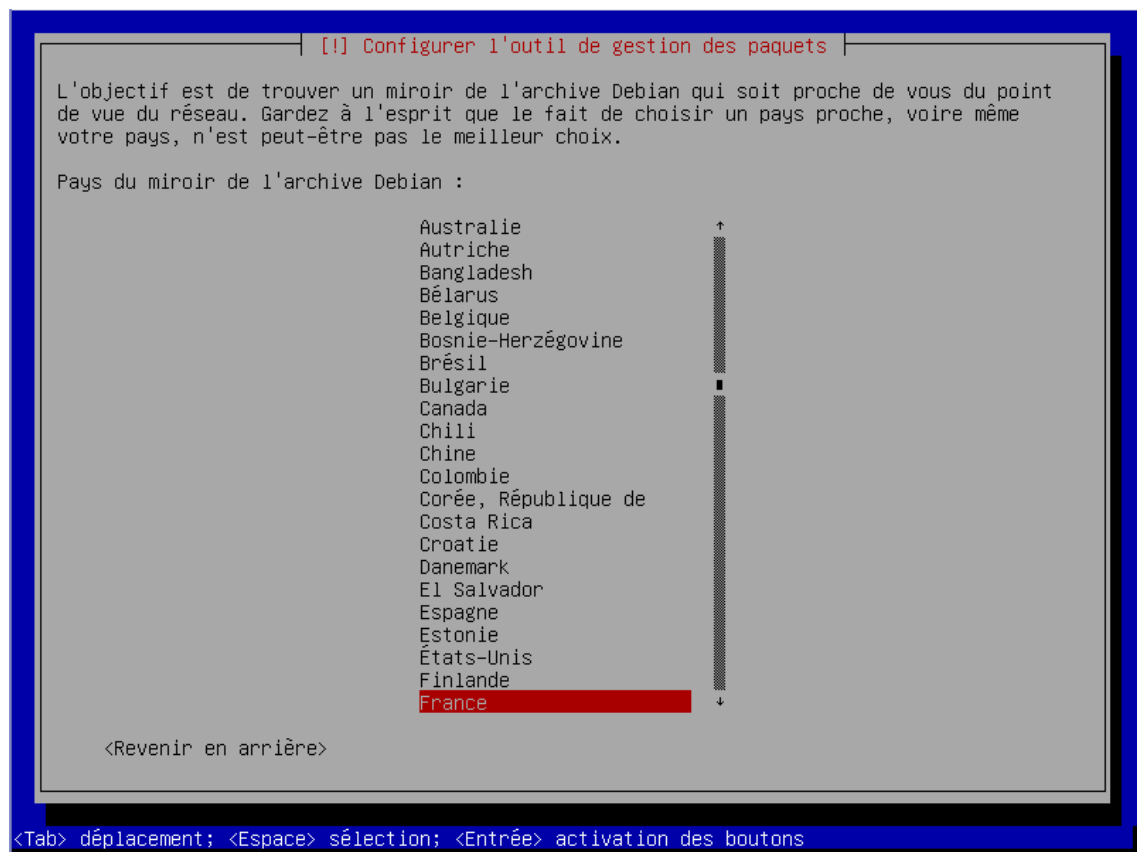 [!] Configurer l'outil de gestion des paquets
L'objectif est de trouver un miroir de l'archive Debian qui soit proche de vous du point
de vue du réseau. Gardez à l'esprit que le fait de choisir un pays proche, voire même
votre pays, n'est peut-être pas le meilleur choix.
Pays du miroir de l'archive Debian :
Australie
Autriche
Bangladesh
Bélarus
Belgique
Bosnie-Herzégovine
Brésil
Bulgarie
Canada
Chili
Chine
Colombie
Corée, République de
Costa Rica
Croatie
Danemark
El Salvador
Espagne
Estonie
États-Unis
Finlande
France
<Revenir en arrière>
<Tab> déplacement; <Espace> sélection; <Entrée> activation des boutons